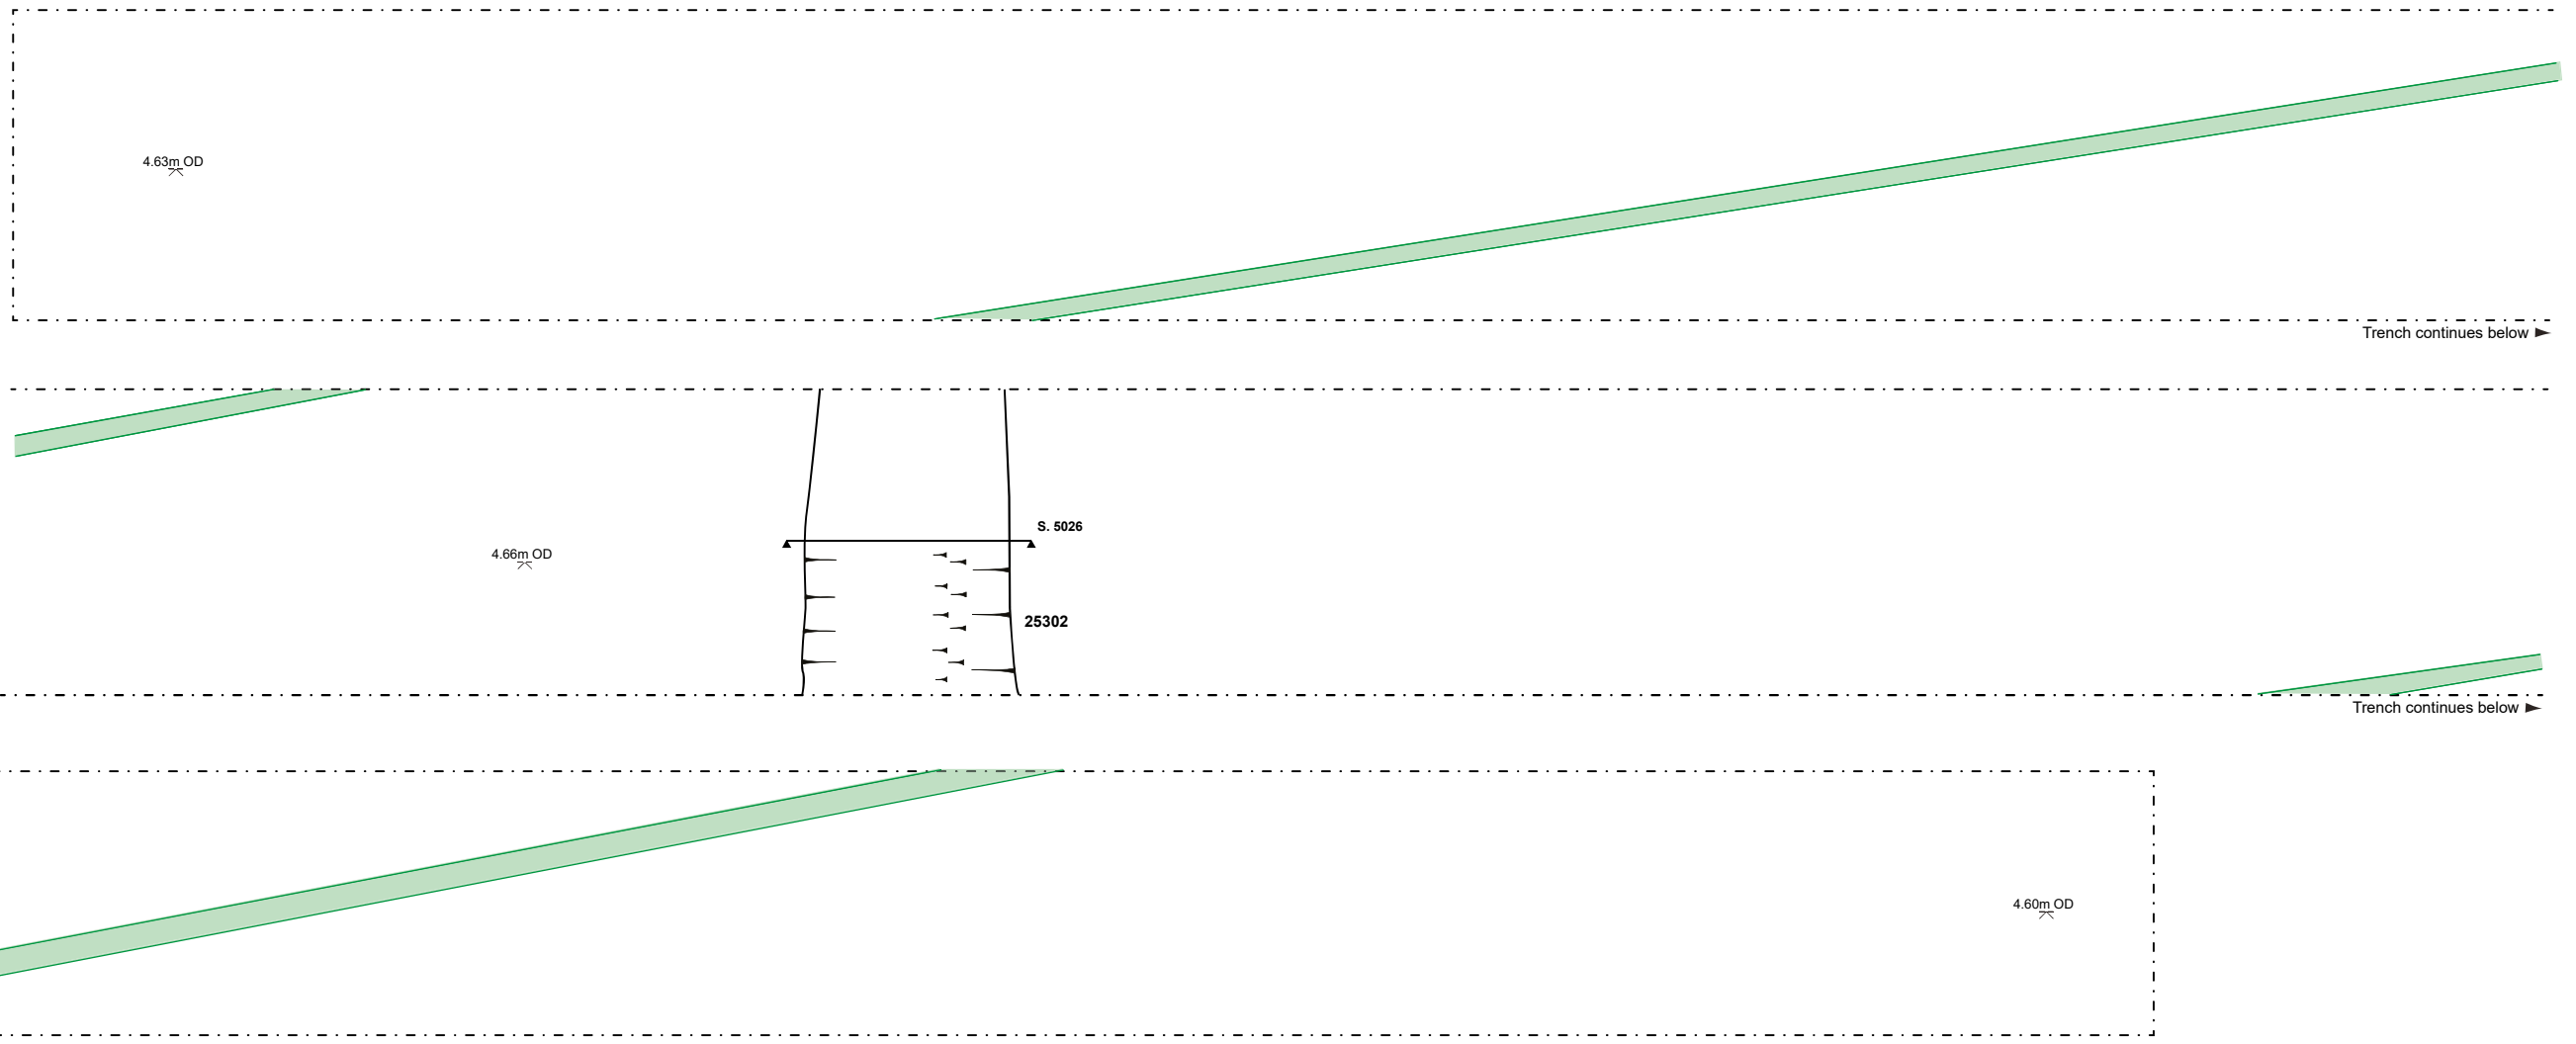 4.63m OD
Trench continues below
S. 5026
4.66m OD
25302
Trench continues below
4.60m OD